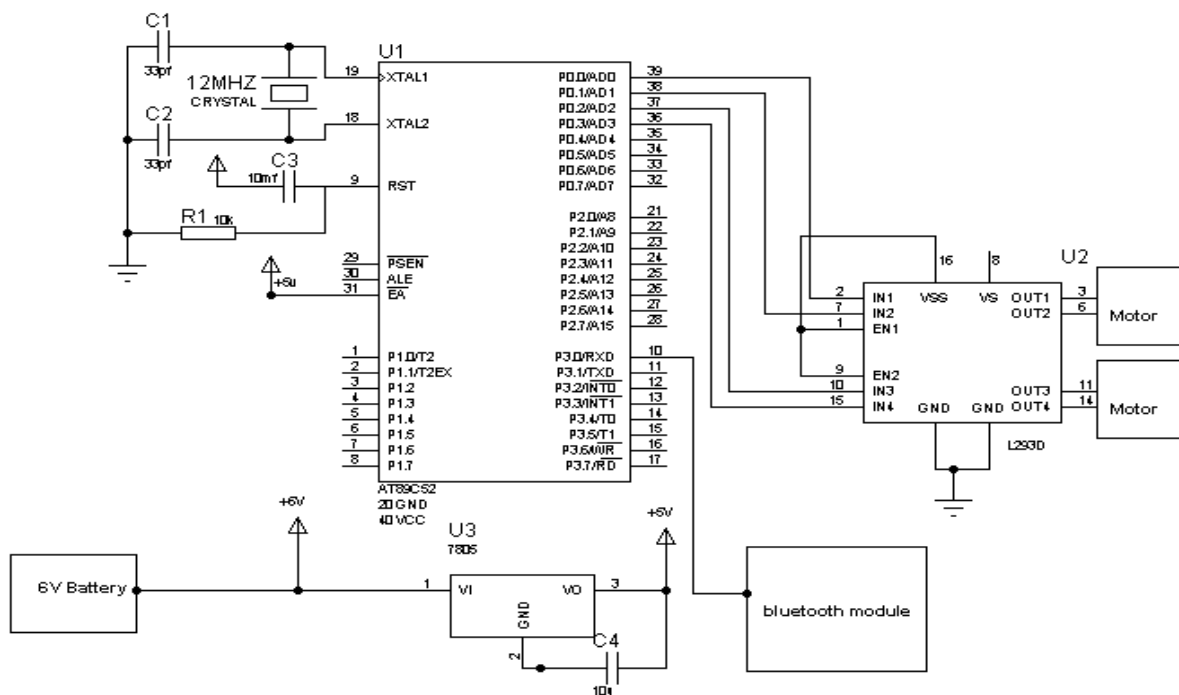 C1
33pf
12MHZ
CRYSTAL
C2
33pf
C3
10mf
R1 10k
+5u
U1
19 XTAL1
18 XTAL2
9 RST
29 PSEN
30 ALE
31 EA
1 P1.0/T2
2 P1.1/T2EX
3 P1.2
4 P1.3
5 P1.4
6 P1.5
7 P1.6
8 P1.7
P0.0/AD0 39
P0.1/AD1 38
P0.2/AD2 37
P0.3/AD3 36
P0.4/AD4 35
P0.5/AD5 34
P0.6/AD6 33
P0.7/AD7 32
P2.0/A8 21
P2.1/A9 22
P2.2/A10 23
P2.3/A11 24
P2.4/A12 25
P2.5/A13 26
P2.6/A14 27
P2.7/A15 28
P3.0/RXD 10
P3.1/TXD 11
P3.2/INT0 12
P3.3/INT1 13
P3.4/T0 14
P3.5/T1 15
P3.6/WR 16
P3.7/RD 17
AT89C52
20 GND
40 VCC
U2
16 8
VSS VS
2 IN1
7 IN2
1 EN1
9 EN2
10 IN3
15 IN4
OUT1 3
OUT2 6
OUT3 11
OUT4 14
GND GND
L293D
Motor
Motor
6V Battery
+6V
U3
7805
1 VI
VO 3
GND
2
C4
+5V
bluetooth module